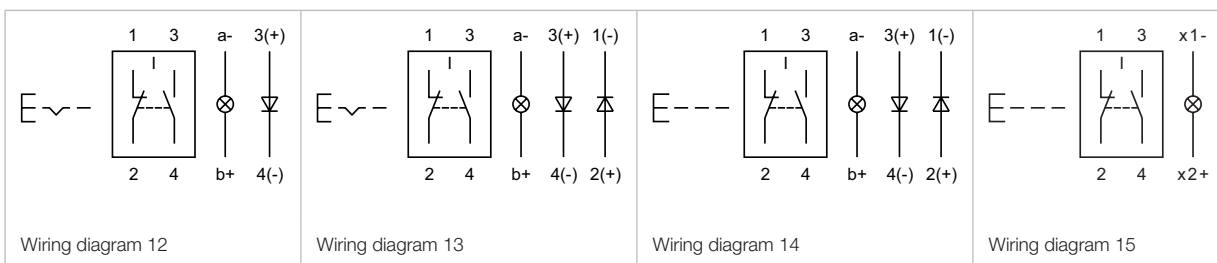 1 3 a- 3(+)
I
2 4 b+ 4(-)
Wiring diagram 12
1 3 a- 3(+) 1(-)
I
2 4 b+ 4(-) 2(+)
Wiring diagram 13
1 3 a- 3(+) 1(-)
I
2 4 b+ 4(-) 2(+)
Wiring diagram 14
1 3 x1-
I
2 4 x2+
Wiring diagram 15